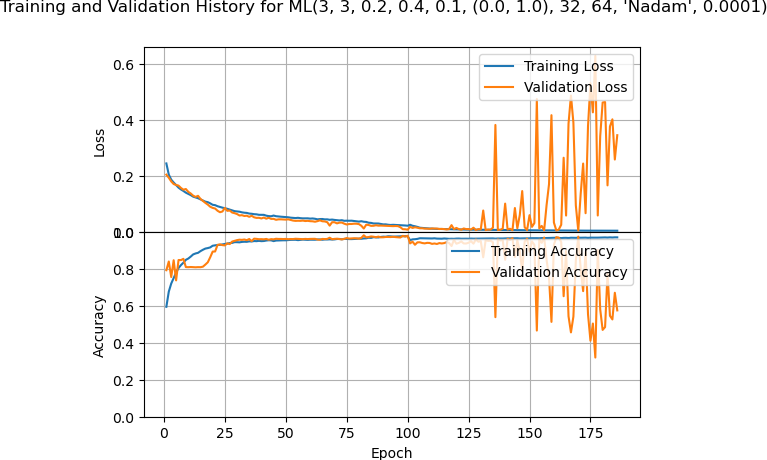 Training and Validation History for ML(3, 3, 0.2, 0.4, 0.1, (0.0, 1.0), 32, 64, 'Nadam', 0.0001)
0.6
0.4
0.2
0.0
Loss
Training Loss
Validation Loss
1.0
0.8
0.6
0.4
0.2
0.0
Accuracy
Training Accuracy
Validation Accuracy
0 25 50 75 100 125 150 175
Epoch